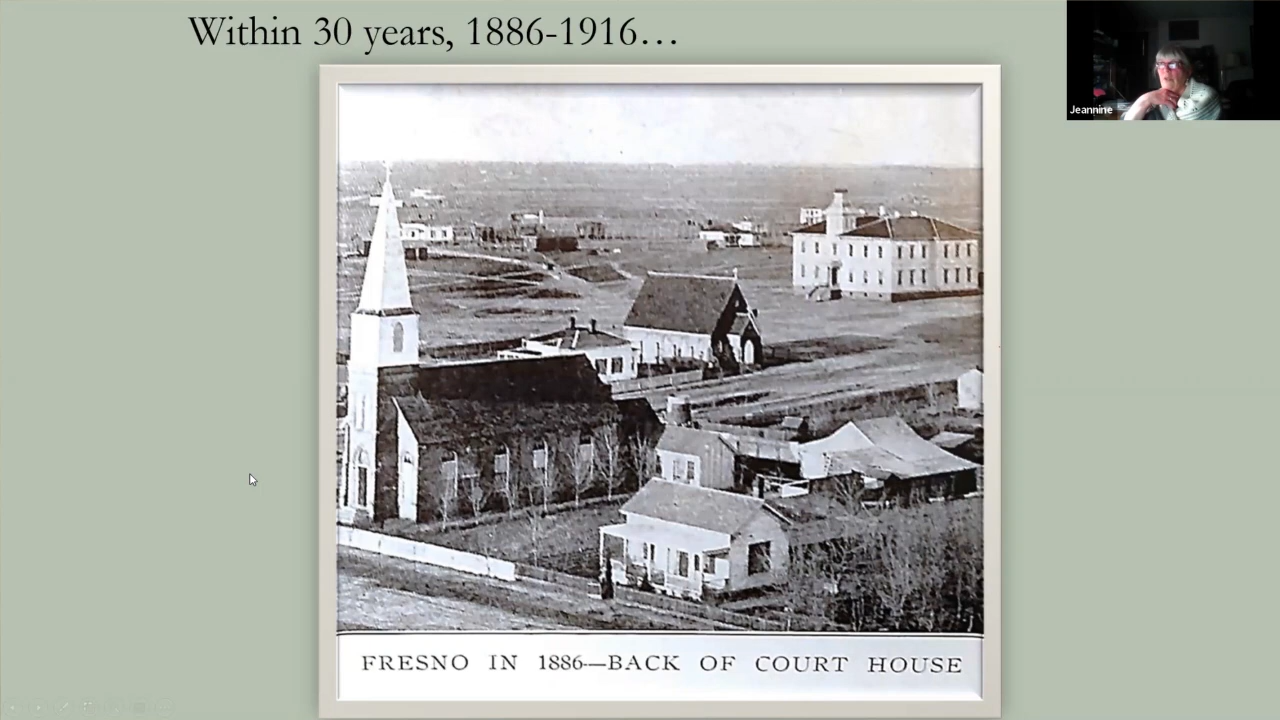 Within 30 years, 1886-1916…
Jeannine
FRESNO IN 1886—BACK OF COURT HOUSE